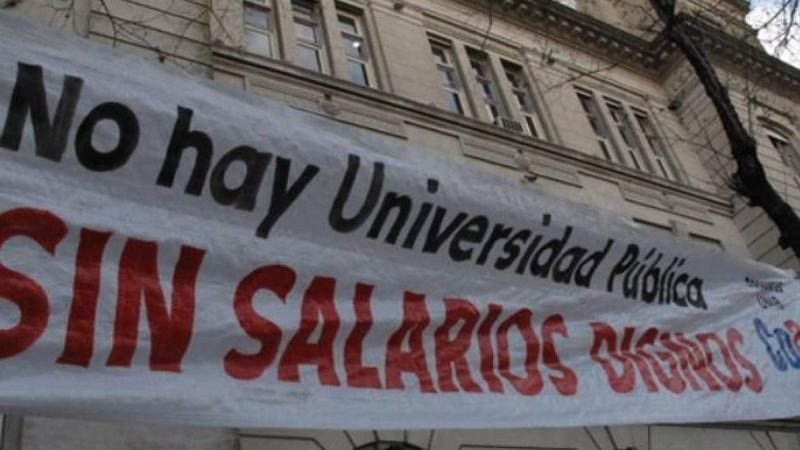 No hay Universidad Pública
SIN SALARIOS DIGNOS